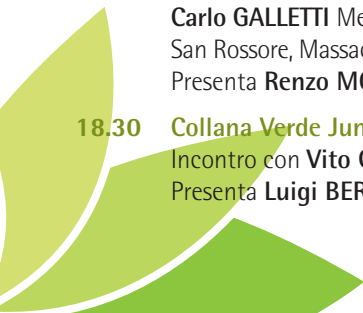 Carlo GALLETTI
San Rossore,
Presenta Renzo
18.30 Collana Verde
Incontro con Vito
Presenta Luigi